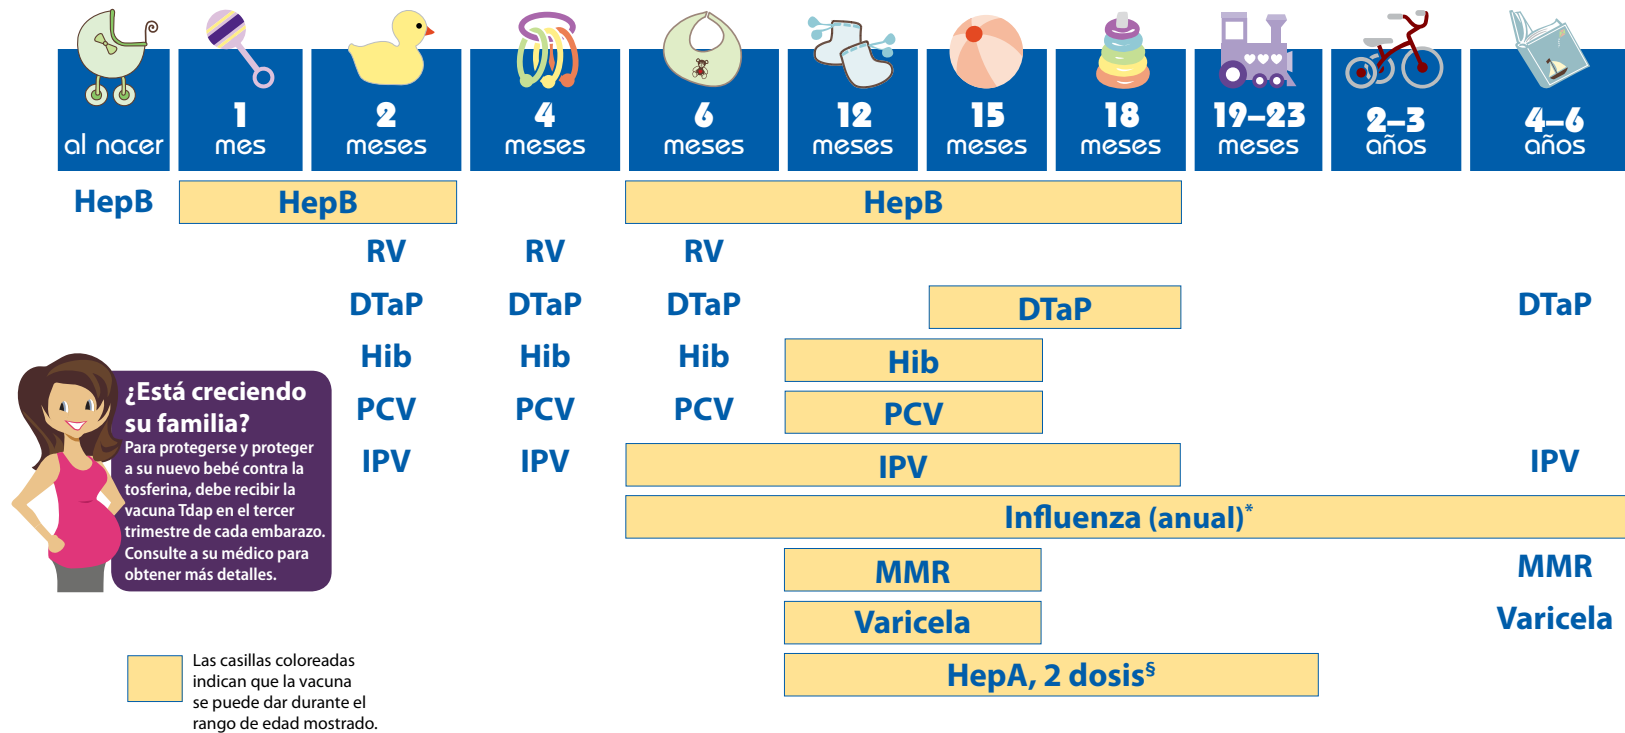 al nacer
1
mes
2
meses
4
meses
6
meses
12
meses
15
meses
18
meses
19–23
meses
2–3
años
4–6
años
HepB HepB HepB
RV RV RV
DTaP DTaP DTaP DTaP DTaP
Hib Hib Hib Hib
PCV PCV PCV PCV
IPV IPV IPV IPV
Influenza (anual)*
MMR MMR
Varicela Varicela
HepA, 2 dosis§
¿Está creciendo
su familia?
Para protegerse y proteger
a su nuevo bebé contra la
tosferina, debe recibir la
vacuna Tdap en el tercer
trimestre de cada embarazo.
Consulte a su médico para
obtener más detalles.
Las casillas coloreadas
indican que la vacuna
se puede dar durante el
rango de edad mostrado.